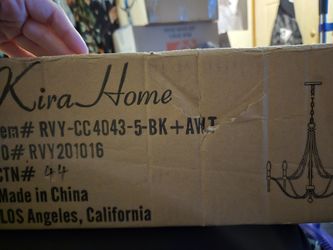 Kira Home
em# RVY-CC4043-5-BK+AWT
O#: RVY201016
CTN# 44
Made in China
LOS Angeles, California